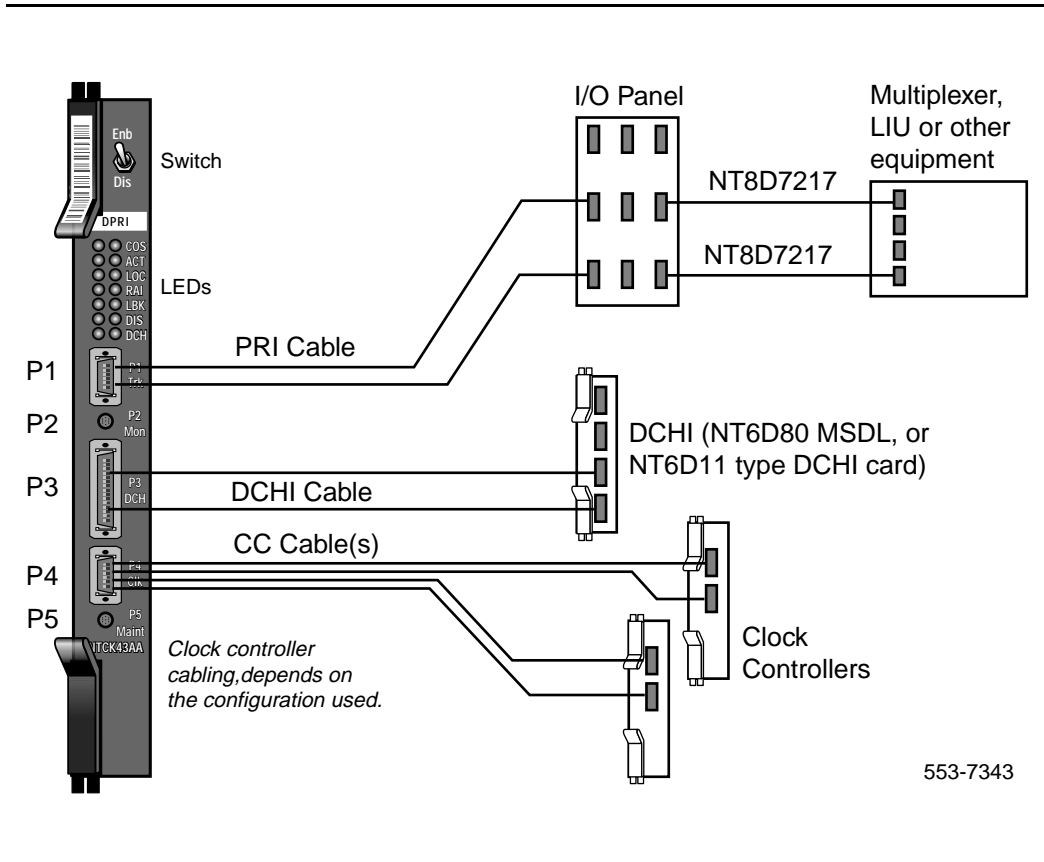 I/O Panel
Multiplexer,
LIU or other
equipment
Enb
Switch
Dis
NT8D7217
DPRI
COS
ACT
LOC
RAI
LBK
DIS
DCH
LEDs
NT8D7217
PRI Cable
P1
P1
Trk
P2
P2
Mon
DCHI (NT6D80 MSDL, or
NT6D11 type DCHI card)
P3
P3
DCH
DCHI Cable
CC Cable(s)
P4
P4
Clk
P5
P5
Maint
NTCK43AA
Clock controller
cabling,depends on
the configuration used.
Clock
Controllers
553-7343